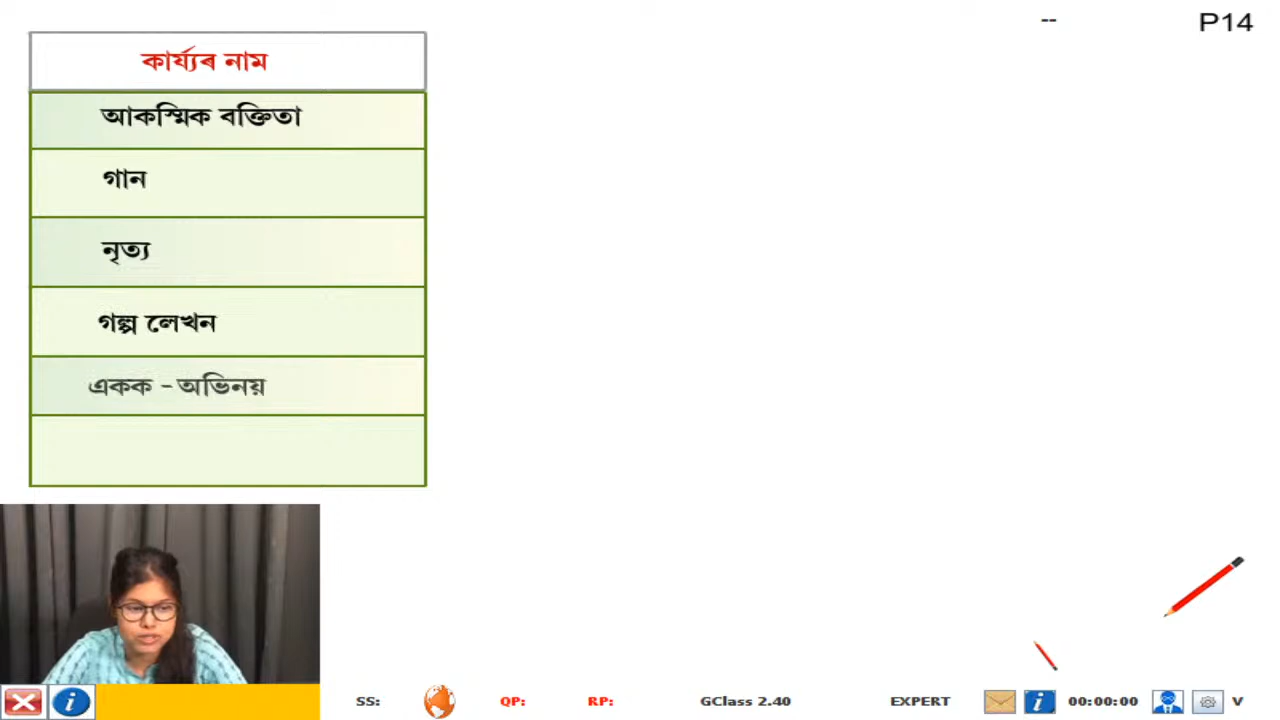 --
P14
কাৰ্য্যৰ নাম
আকস্মিক বক্তিতা
গান
নৃত্য
গল্প লেখন
একক - অভিনয়
SS:
QP:
RP:
GClass 2.40
EXPERT
00:00:00
V